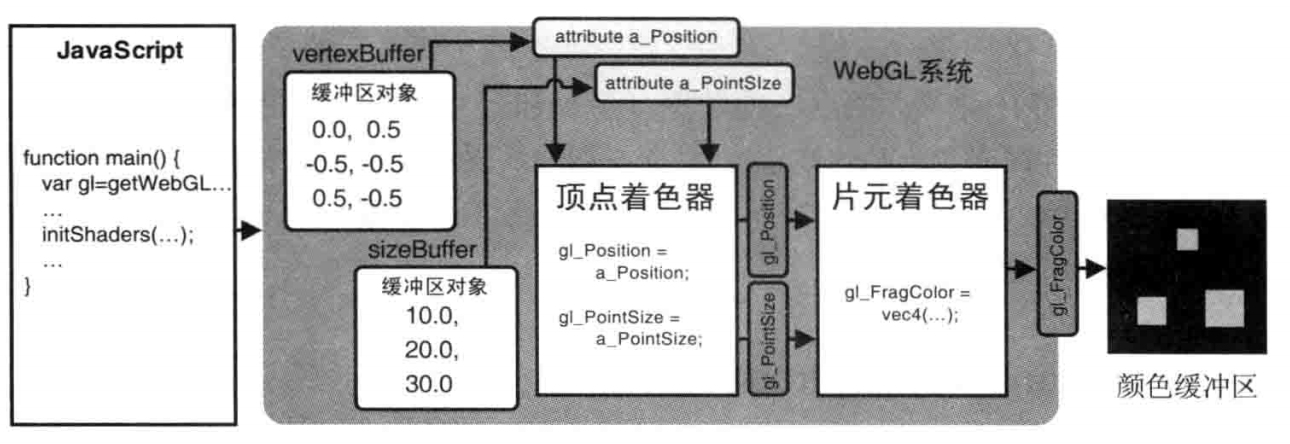 JavaScript
function main() {
var gl=getWebGL…
…
initShaders(…);
…
}
WebGL系统
vertexBuffer
缓冲区对象
0.0, 0.5
-0.5, -0.5
0.5, -0.5
sizeBuffer
缓冲区对象
10.0,
20.0,
30.0
attribute a_Position
attribute a_PointSIze
顶点着色器
gl_Position =
a_Position;
gl_PointSize =
a_PointSize;
gl_Position
gl_PointSize
片元着色器
gl_FragColor =
vec4(…);
gl_FragColor
颜色缓冲区